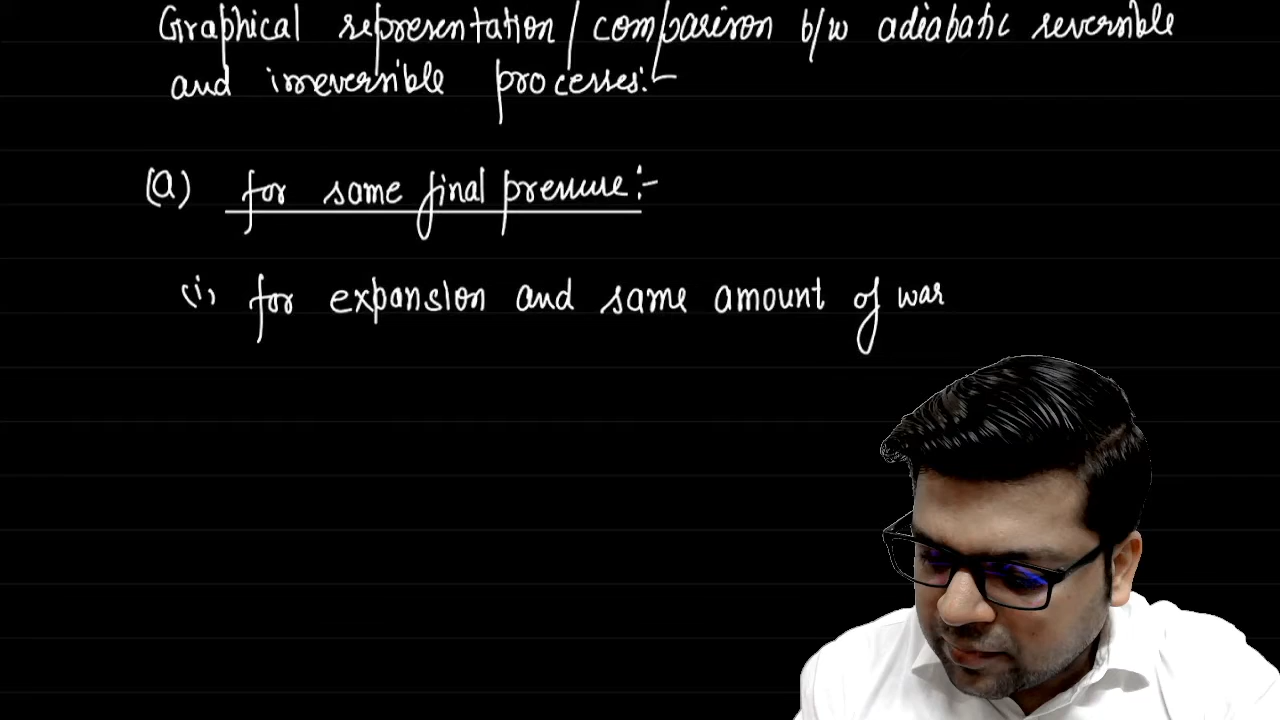 Graphical representation / comparison b/w adiabatic reversible
and irreversible processes:-
(a) for same final pressure:-
(i) for expansion and same amount of war